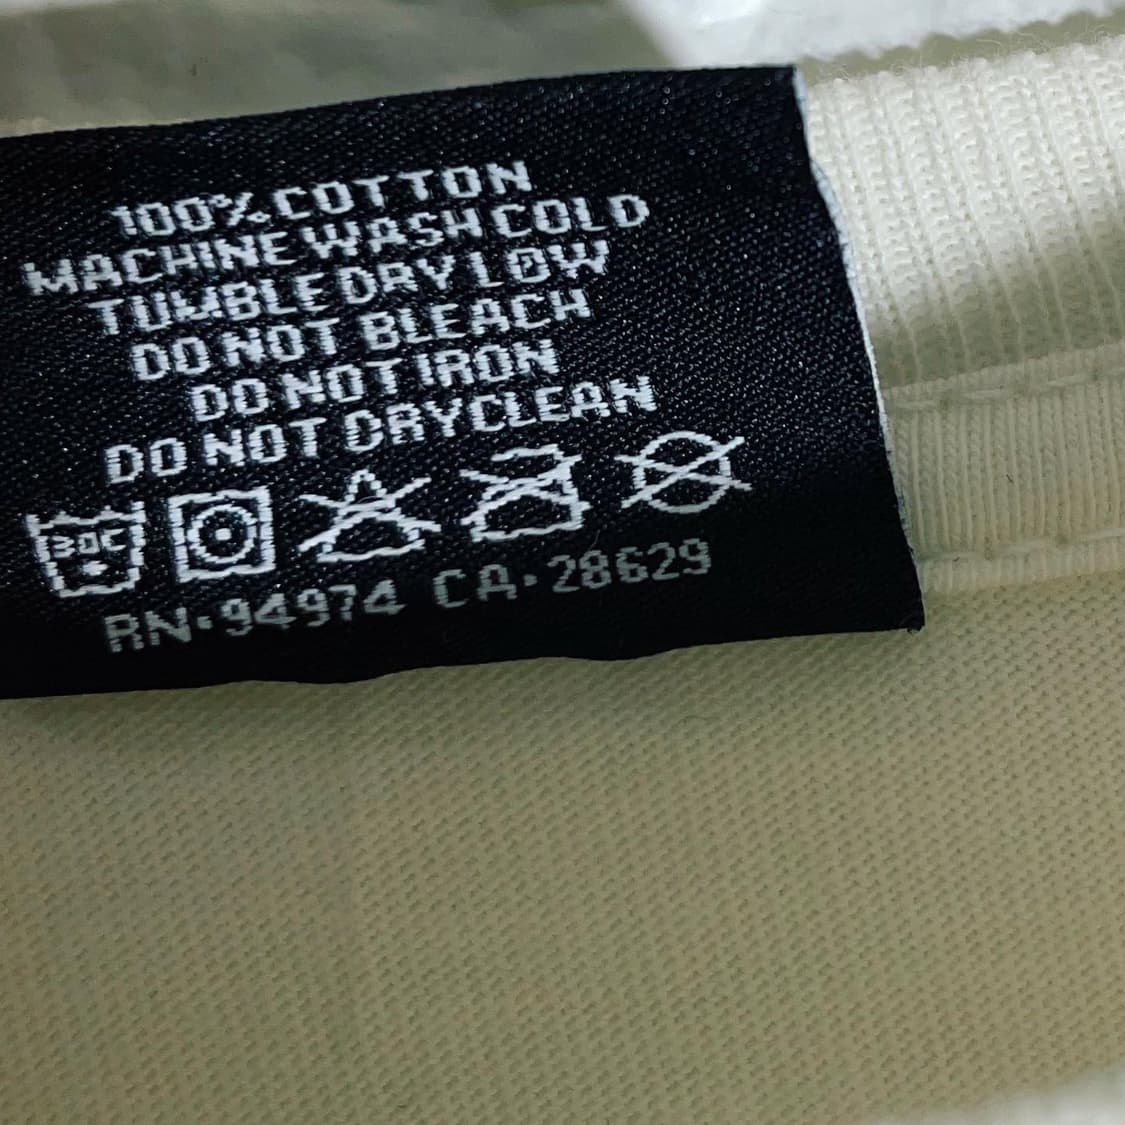 100% COTTON
MACHINE WASH COLD
TUMBLE DRY LOW
DO NOT BLEACH
DO NOT IRON
DO NOT DRYCLEAN
30C
RN•94974 CA•28629